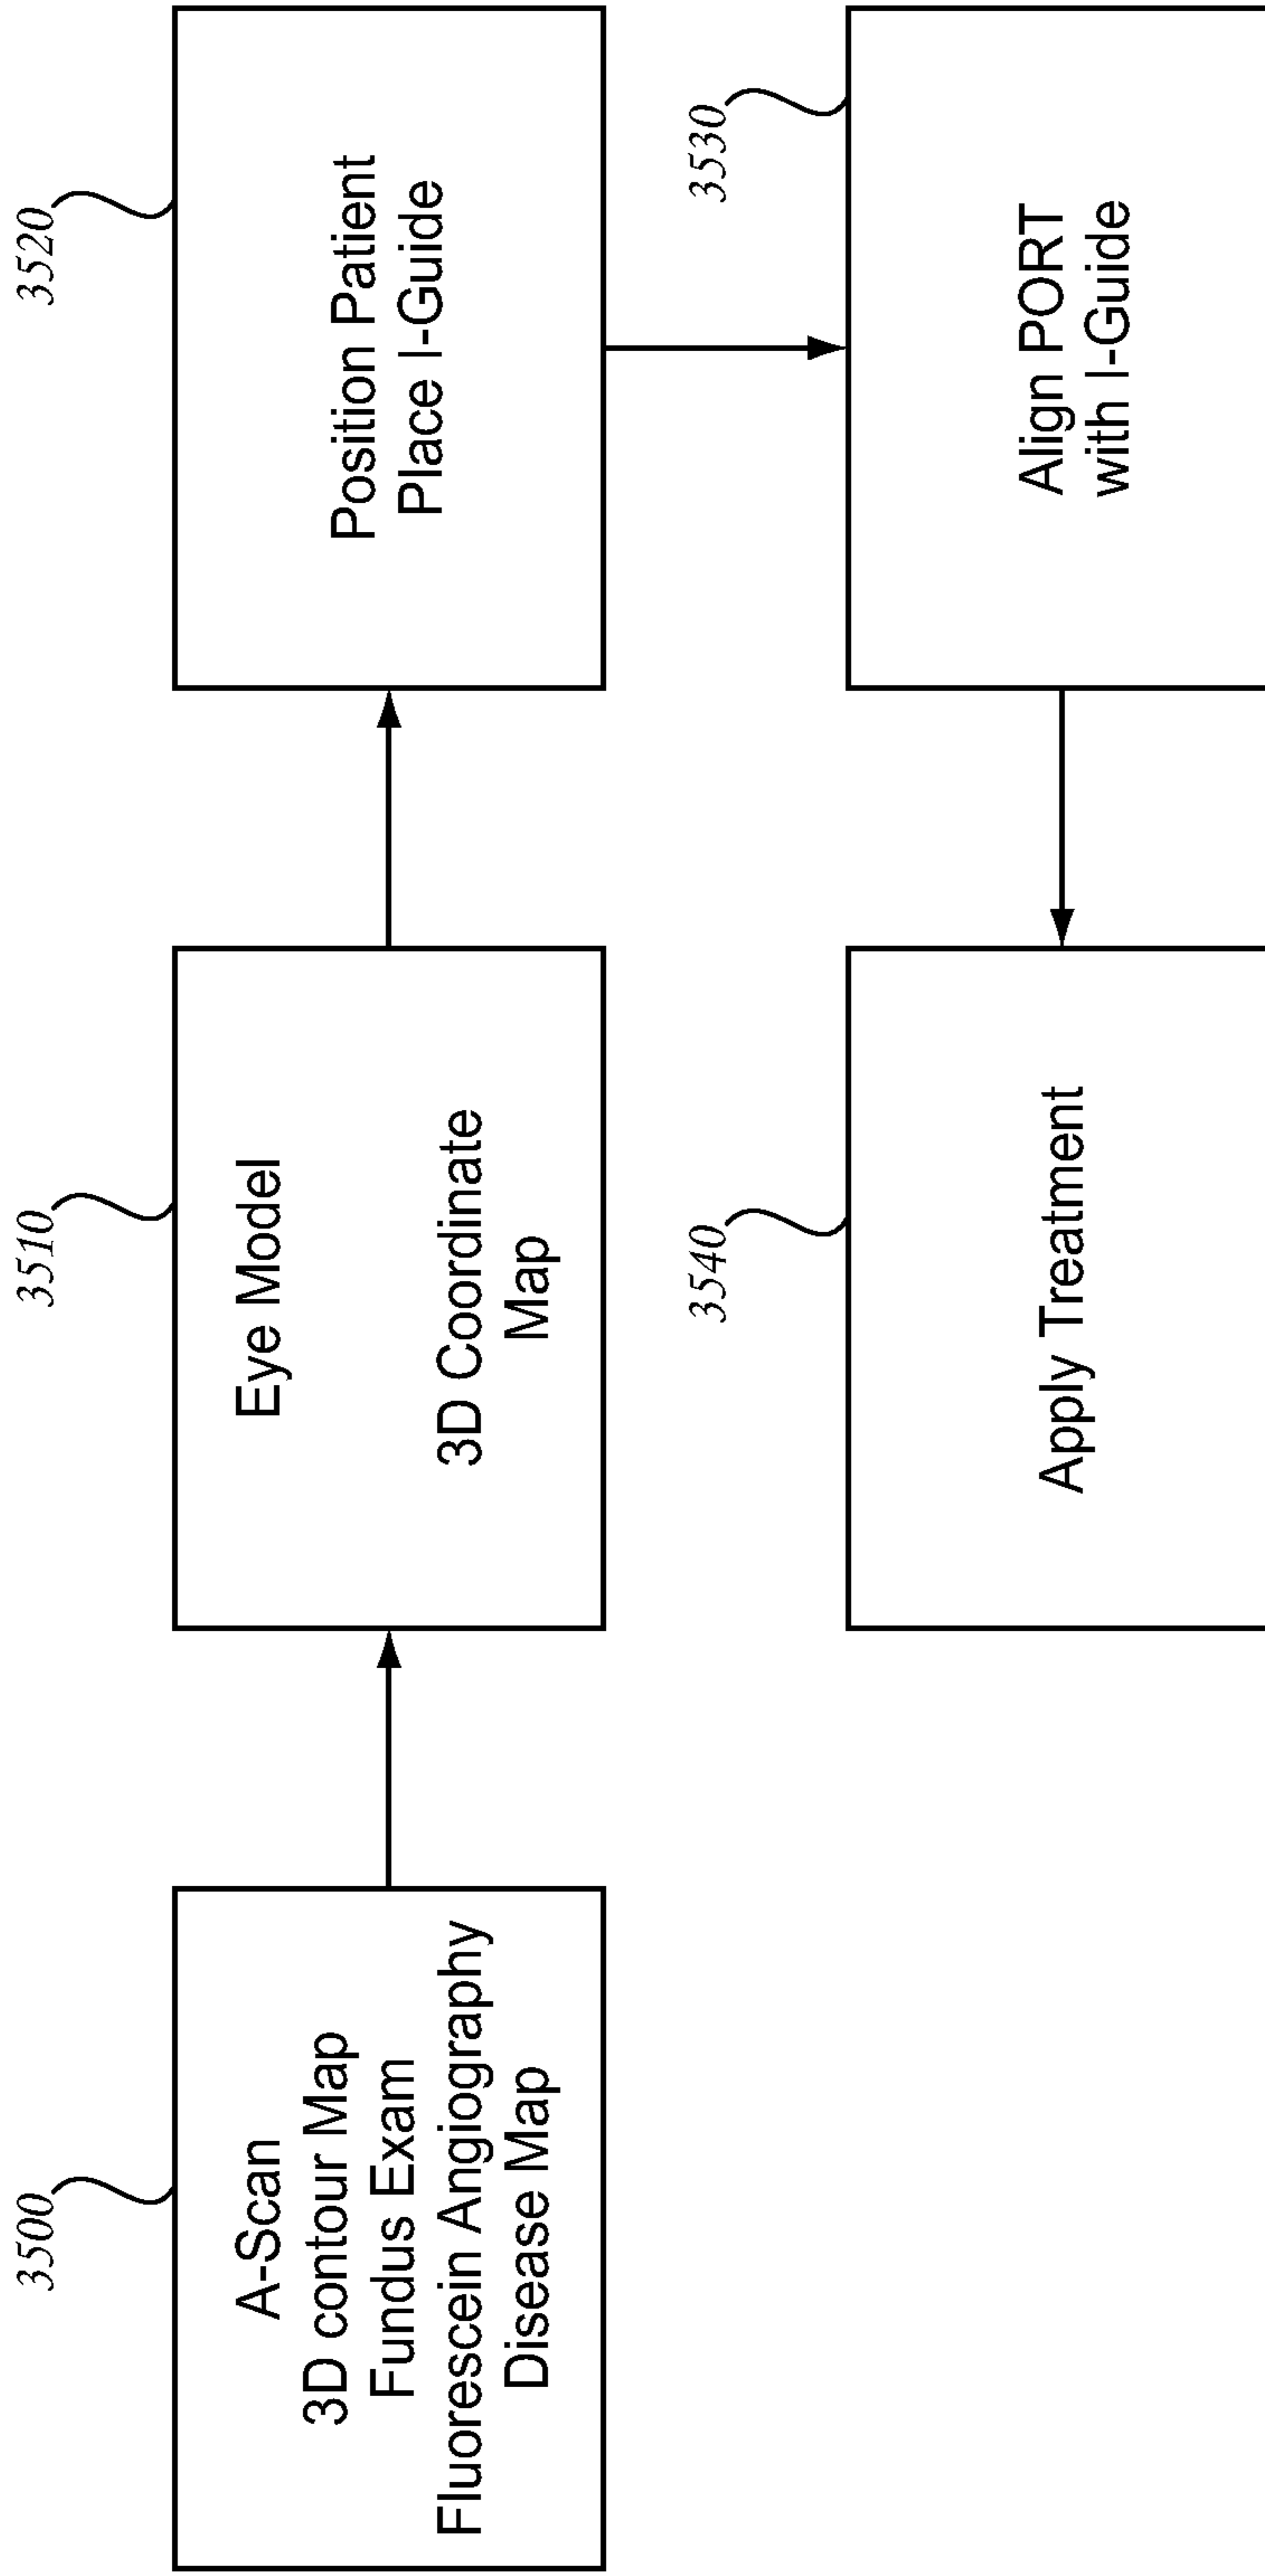 3500
A-Scan
3D contour Map
Fundus Exam
Fluorescein Angiography
Disease Map
3510
Eye Model
3D Coordinate
Map
3520
Position Patient
Place I-Guide
3530
Align PORT
with I-Guide
3540
Apply Treatment